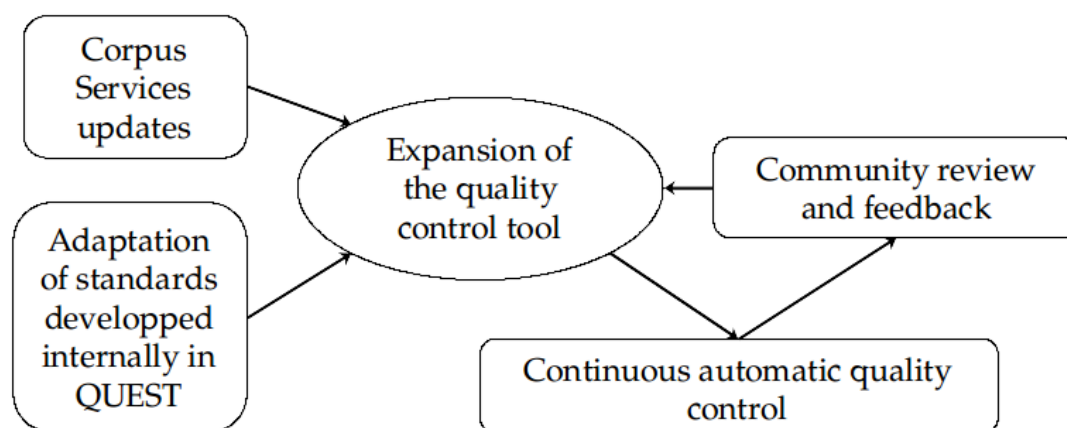 Corpus
Services
updates
Adaptation
of standards
developped
internally in
QUEST
Expansion of
the quality
control tool
Community review
and feedback
Continuous automatic quality
control